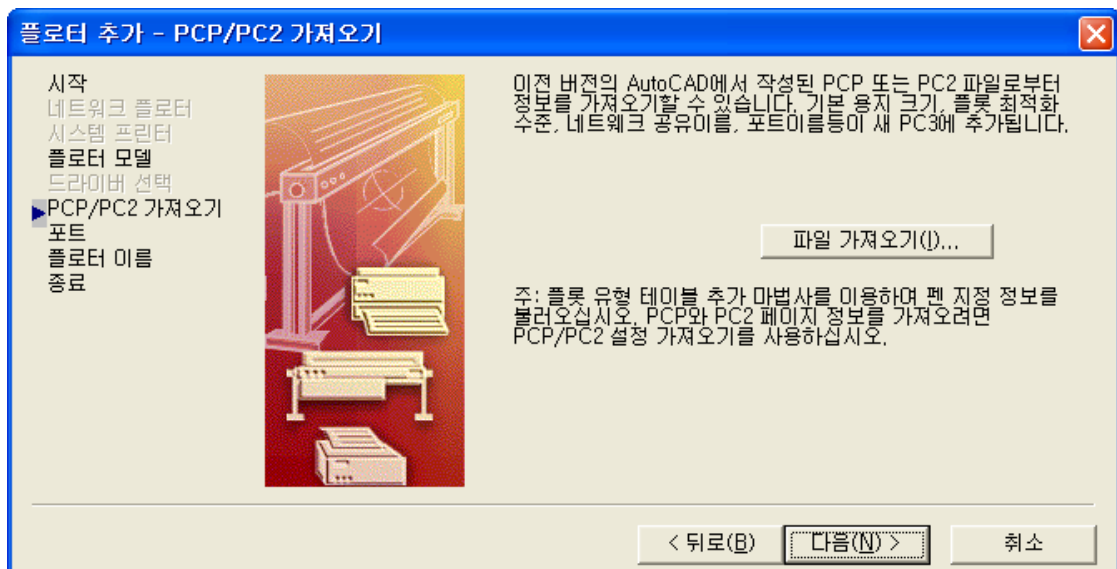 플로터 추가 - PCP/PC2 가져오기
시작
네트워크 플로터
시스템 프린터
플로터 모델
드라이버 선택
PCP/PC2 가져오기
포트
플로터 이름
종료
이전 버전의 AutoCAD에서 작성된 PCP 또는 PC2 파일로부터
정보를 가져오기할 수 있습니다. 기본 용지 크기, 플롯 최적화
수준, 네트워크 공유이름, 포트이름등이 새 PC3에 추가됩니다.
파일 가져오기(I)...
주: 플롯 유형 테이블 추가 마법사를 이용하여 펜 지정 정보를
불러오십시오. PCP와 PC2 페이지 정보를 가져오려면
PCP/PC2 설정 가져오기를 사용하십시오.
< 뒤로(B)
다음(N) >
취소